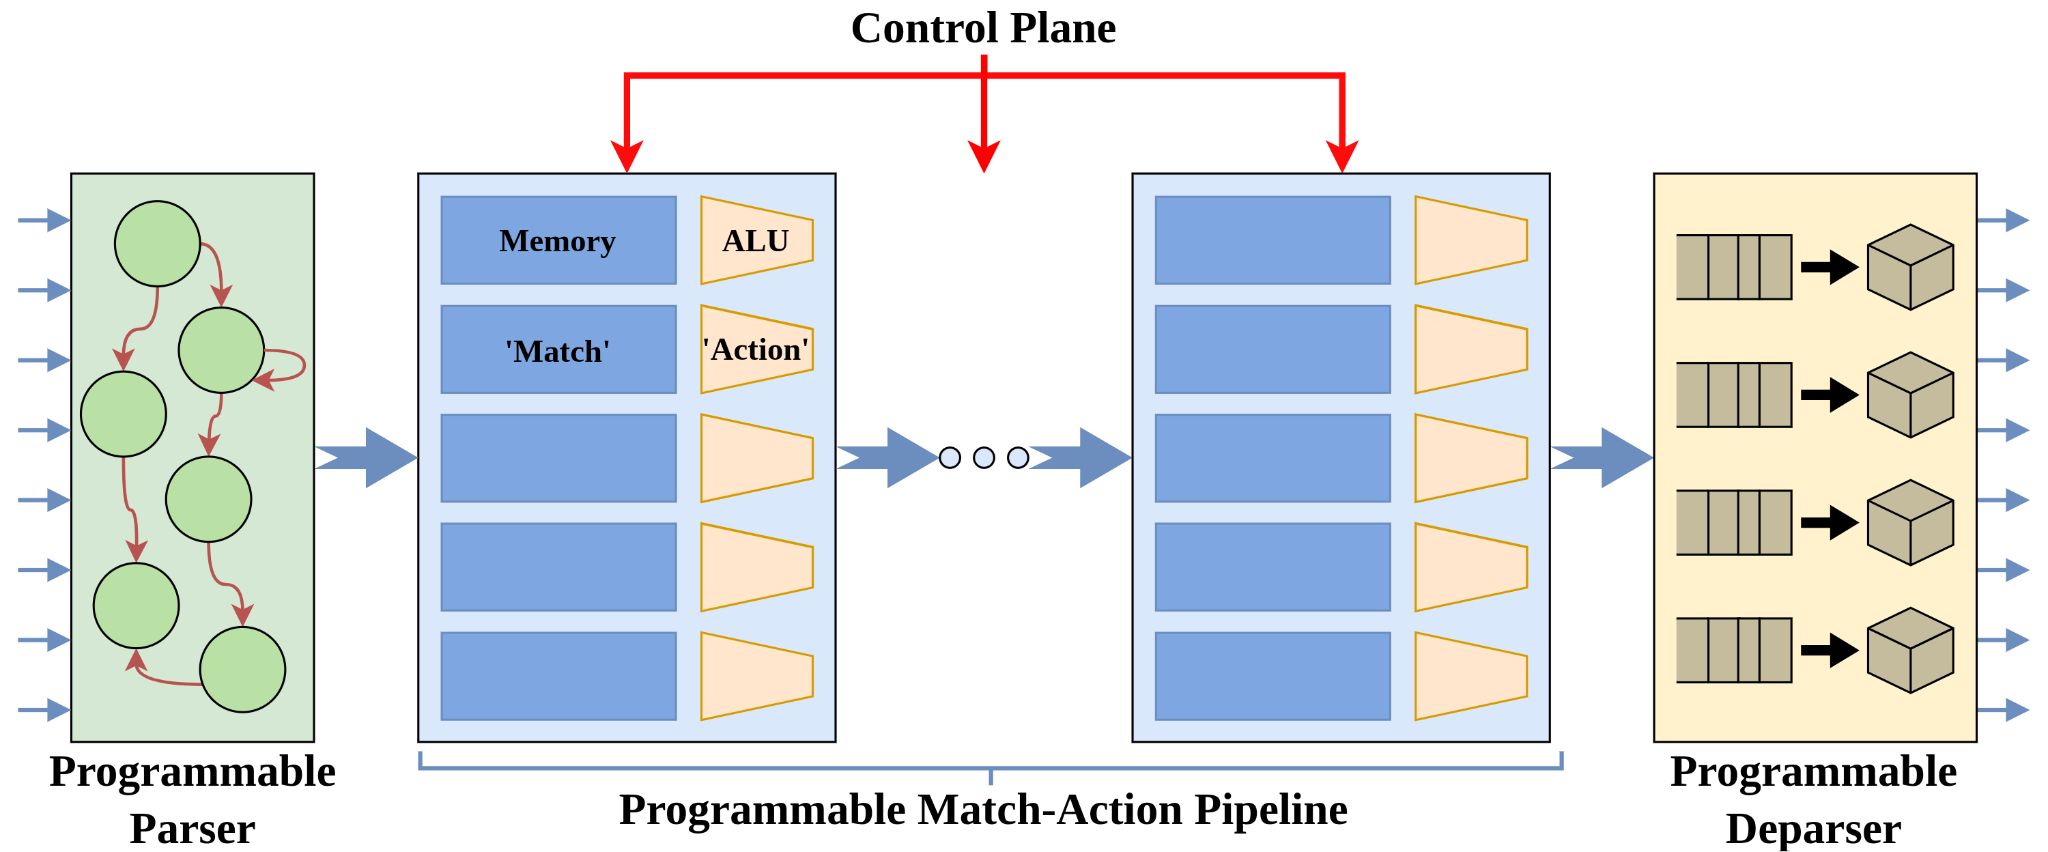 Control Plane
Memory
ALU
'Match'
'Action'
Programmable
Parser
Programmable Match-Action Pipeline
Programmable
Deparser